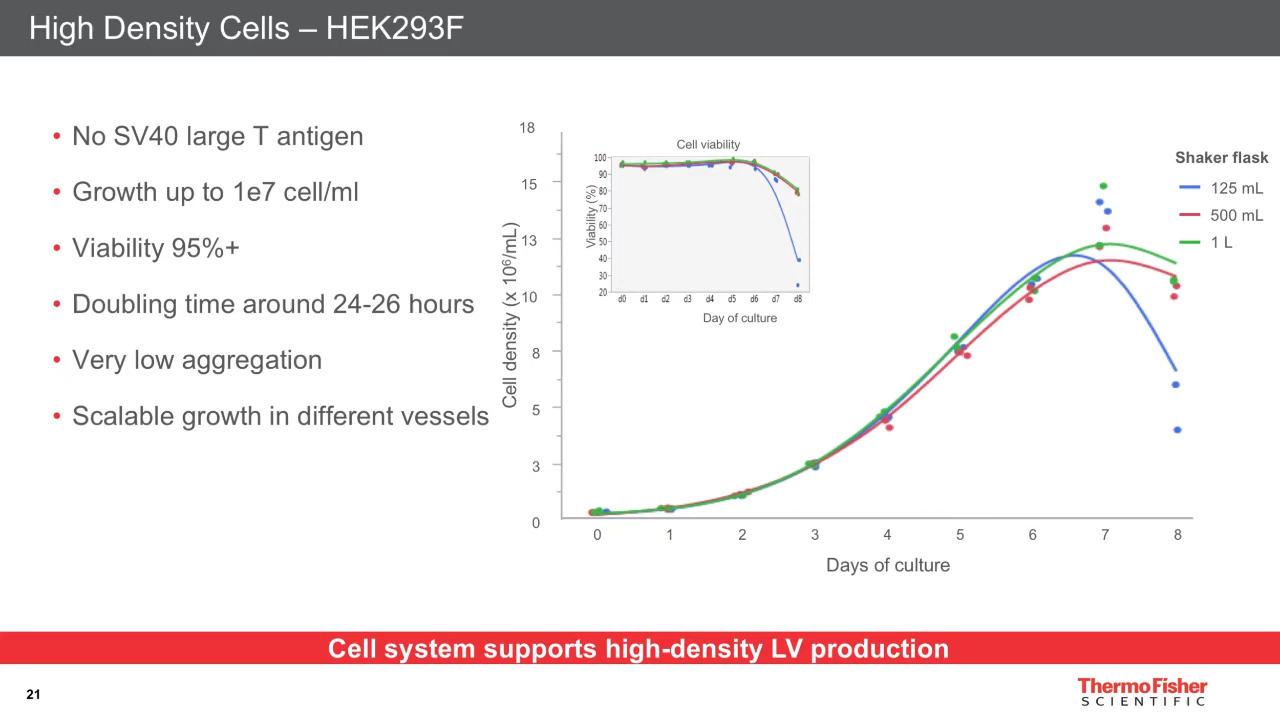 High Density Cells – HEK293F
• No SV40 large T antigen
• Growth up to 1e7 cell/ml
• Viability 95%+
• Doubling time around 24-26 hours
• Very low aggregation
• Scalable growth in different vessels
Cell density (x 10⁶/mL)
18
15
13
10
8
5
3
0
0 1 2 3 4 5 6 7 8
Days of culture
Cell viability
Viability (%)
100
90
80
70
60
50
40
30
20
d0 d1 d2 d3 d4 d5 d6 d7 d8
Day of culture
Shaker flask
125 mL
500 mL
1 L
Cell system supports high-density LV production
21
ThermoFisher
SCIENTIFIC